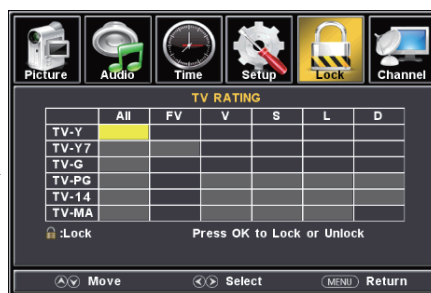 Picture Audio Time Setup Lock Channel
TV RATING
All FV V S L D
TV-Y
TV-Y7
TV-G
TV-PG
TV-14
TV-MA
:Lock Press OK to Lock or Unlock
Move Select MENU Return